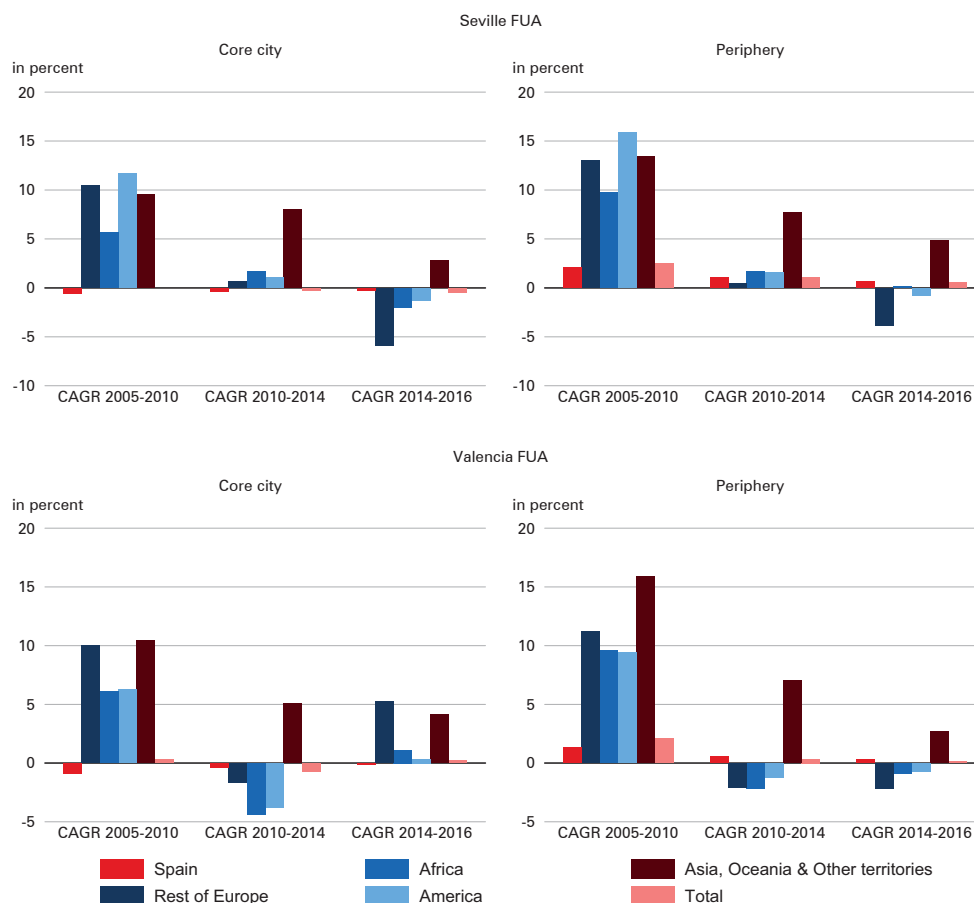 Seville FUA
Core city
Periphery
in percent
in percent
20
15
10
5
0
-5
-10
20
15
10
5
0
-5
-10
CAGR 2005-2010 CAGR 2010-2014 CAGR 2014-2016
CAGR 2005-2010 CAGR 2010-2014 CAGR 2014-2016
Valencia FUA
Core city
Periphery
in percent
in percent
20
15
10
5
0
-5
20
15
10
5
0
-5
CAGR 2005-2010 CAGR 2010-2014 CAGR 2014-2016
CAGR 2005-2010 CAGR 2010-2014 CAGR 2014-2016
Spain Africa Asia, Oceania & Other territories
Rest of Europe America Total